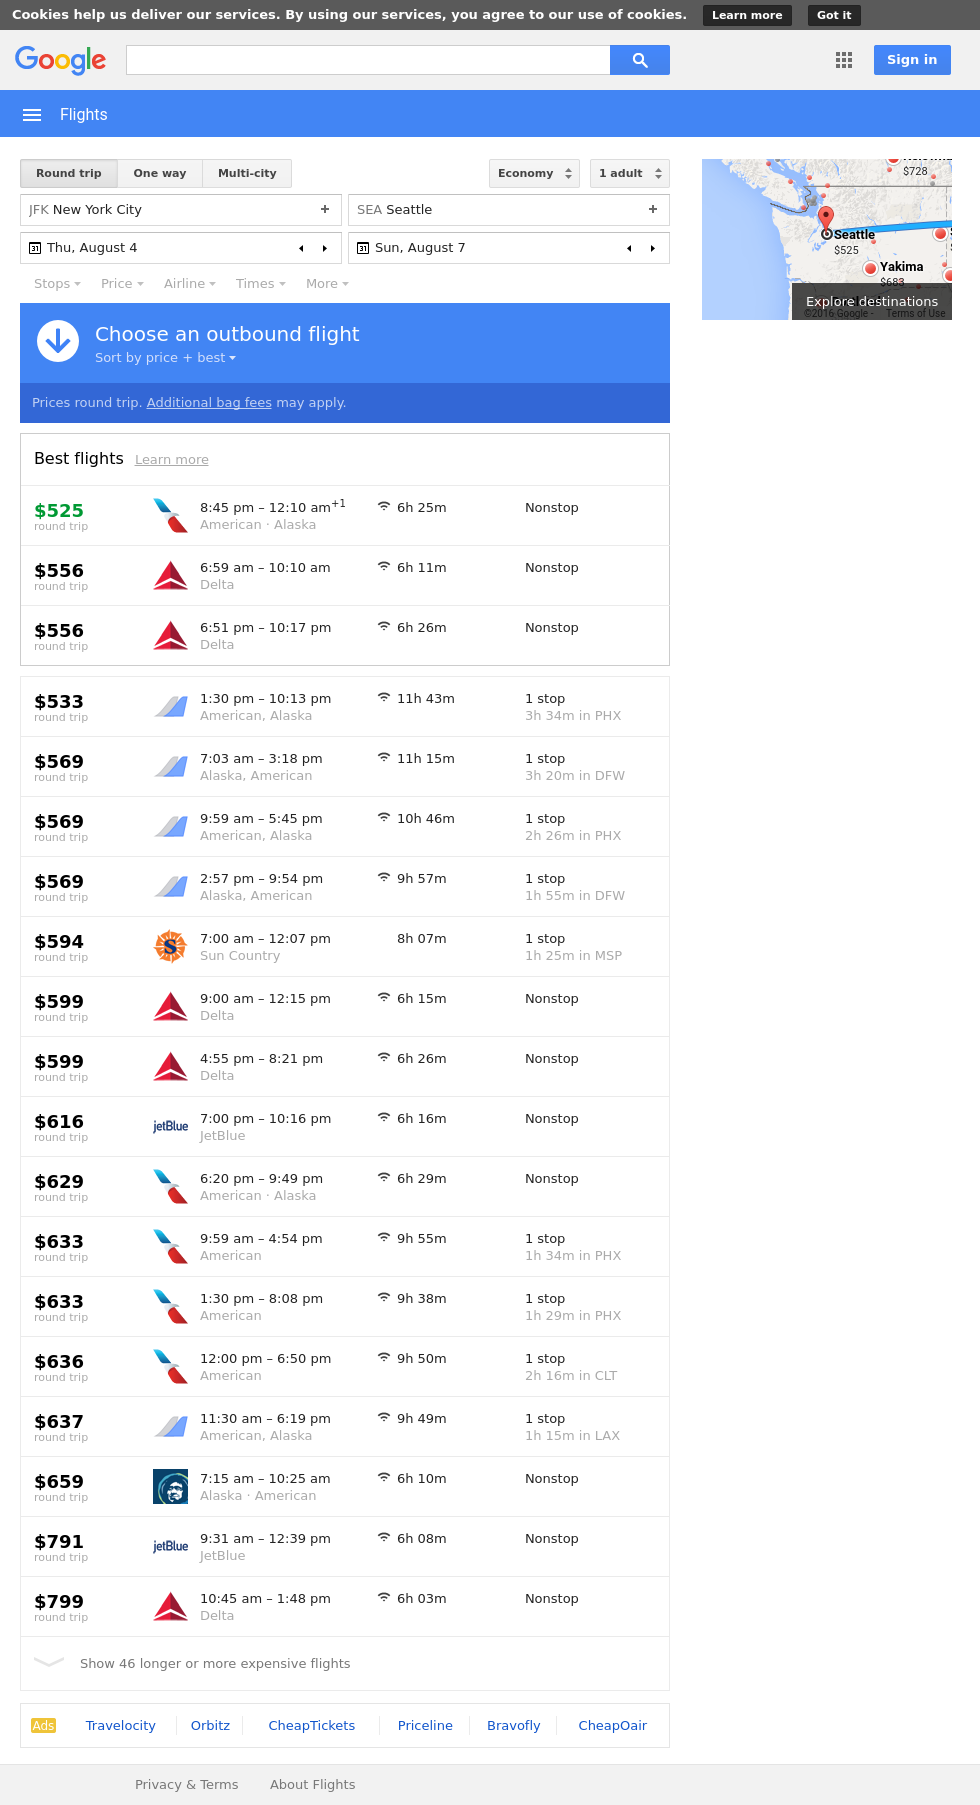 Cookies help us deliver our services. By using our services, you agree to our use of cookies. Learn more Got it
Google Sign in
Flights
Round trip One way Multi-city Economy 1 adult
JFK New York City + SEA Seattle +
31 Thu, August 4 31 Sun, August 7
Stops Price Airline Times More
Choose an outbound flight
Sort by price + best
Prices round trip. Additional bag fees may apply.
$728
Seattle
$525
Yakima
$683
Explore destinations
©2016 Google - Terms of Use
Best flights Learn more
$525 8:45 pm – 12:10 am+1 6h 25m Nonstop
round trip American · Alaska
$556 6:59 am – 10:10 am 6h 11m Nonstop
round trip Delta
$556 6:51 pm – 10:17 pm 6h 26m Nonstop
round trip Delta
$533 1:30 pm – 10:13 pm 11h 43m 1 stop
round trip American, Alaska 3h 34m in PHX
$569 7:03 am – 3:18 pm 11h 15m 1 stop
round trip Alaska, American 3h 20m in DFW
$569 9:59 am – 5:45 pm 10h 46m 1 stop
round trip American, Alaska 2h 26m in PHX
$569 2:57 pm – 9:54 pm 9h 57m 1 stop
round trip Alaska, American 1h 55m in DFW
$594 S 7:00 am – 12:07 pm 8h 07m 1 stop
round trip Sun Country 1h 25m in MSP
$599 9:00 am – 12:15 pm 6h 15m Nonstop
round trip Delta
$599 4:55 pm – 8:21 pm 6h 26m Nonstop
round trip Delta
$616 jetBlue 7:00 pm – 10:16 pm 6h 16m Nonstop
round trip JetBlue
$629 6:20 pm – 9:49 pm 6h 29m Nonstop
round trip American · Alaska
$633 9:59 am – 4:54 pm 9h 55m 1 stop
round trip American 1h 34m in PHX
$633 1:30 pm – 8:08 pm 9h 38m 1 stop
round trip American 1h 29m in PHX
$636 12:00 pm – 6:50 pm 9h 50m 1 stop
round trip American 2h 16m in CLT
$637 11:30 am – 6:19 pm 9h 49m 1 stop
round trip American, Alaska 1h 15m in LAX
$659 7:15 am – 10:25 am 6h 10m Nonstop
round trip Alaska · American
$791 jetBlue 9:31 am – 12:39 pm 6h 08m Nonstop
round trip JetBlue
$799 10:45 am – 1:48 pm 6h 03m Nonstop
round trip Delta
Show 46 longer or more expensive flights
Ads Travelocity Orbitz CheapTickets Priceline Bravofly CheapOair
Privacy & Terms About Flights